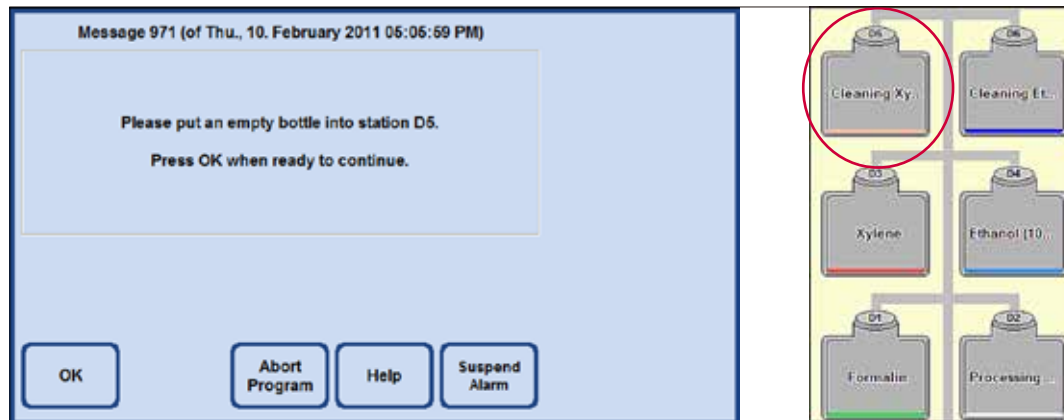 Message 971 (of Thu., 10. February 2011 05:05:59 PM)
Please put an empty bottle into station D5.
Press OK when ready to continue.
OK
Abort
Program
Help
Suspend
Alarm
D5
D6
Cleaning Xy..
Cleaning Et...
D3
D4
Xylene
Ethanol (10...
D1
D2
Formalin
Processing ...